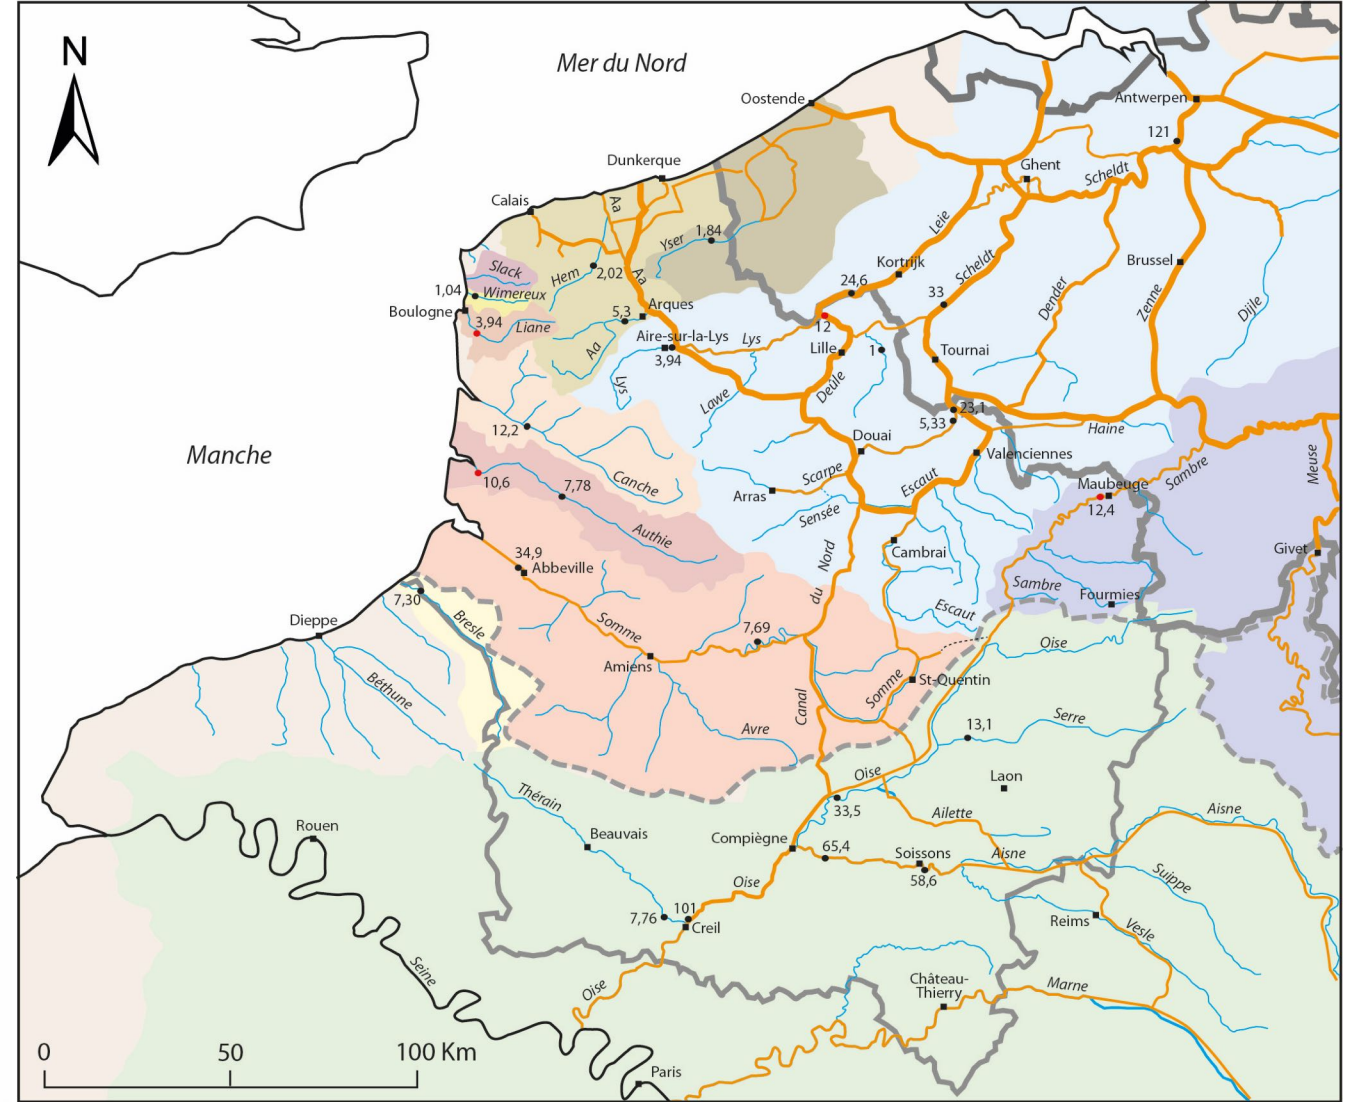 N
Mer du Nord
Oostende
Antwerpen
121
Dunkerque
Ghent
Scheldt
Calais
Aa
Yser
1,84
Leie
Slack
Hem
2,02
Aa
Kortrijk
Scheldt
Brussel
24,6
1,04
Wimereux
Boulogne
3,94
Liane
5,3
Arques
33
Dender
Zenne
Dijle
12
Aire-sur-la-Lys
3,94
Lys
Lille
1
Tournai
Aa
Lys
Lawe
Deûle
23,1
5,33
Haine
12,2
Douai
Valenciennes
Manche
Canche
Scarpe
Escaut
Sambre
Meuse
10,6
7,78
Arras
Maubeuge
12,4
Sensée
Authie
Cambrai
Givet
34,9
Abbeville
Nord
du
Canal
Sambre
Fourmies
7,30
Bresle
Escaut
Dieppe
Somme
7,69
Oise
Amiens
Béthune
Somme
St-Quentin
Avre
13,1
Serre
Oise
Laon
Thérain
33,5
Ailette
Aisne
Rouen
Beauvais
Compiègne
65,4
Soissons
58,6
Aisne
Suippe
Oise
7,76
101
Creil
Reims
Vesle
Seine
Oise
Château-
Thierry
Marne
0 50 100 Km
Paris